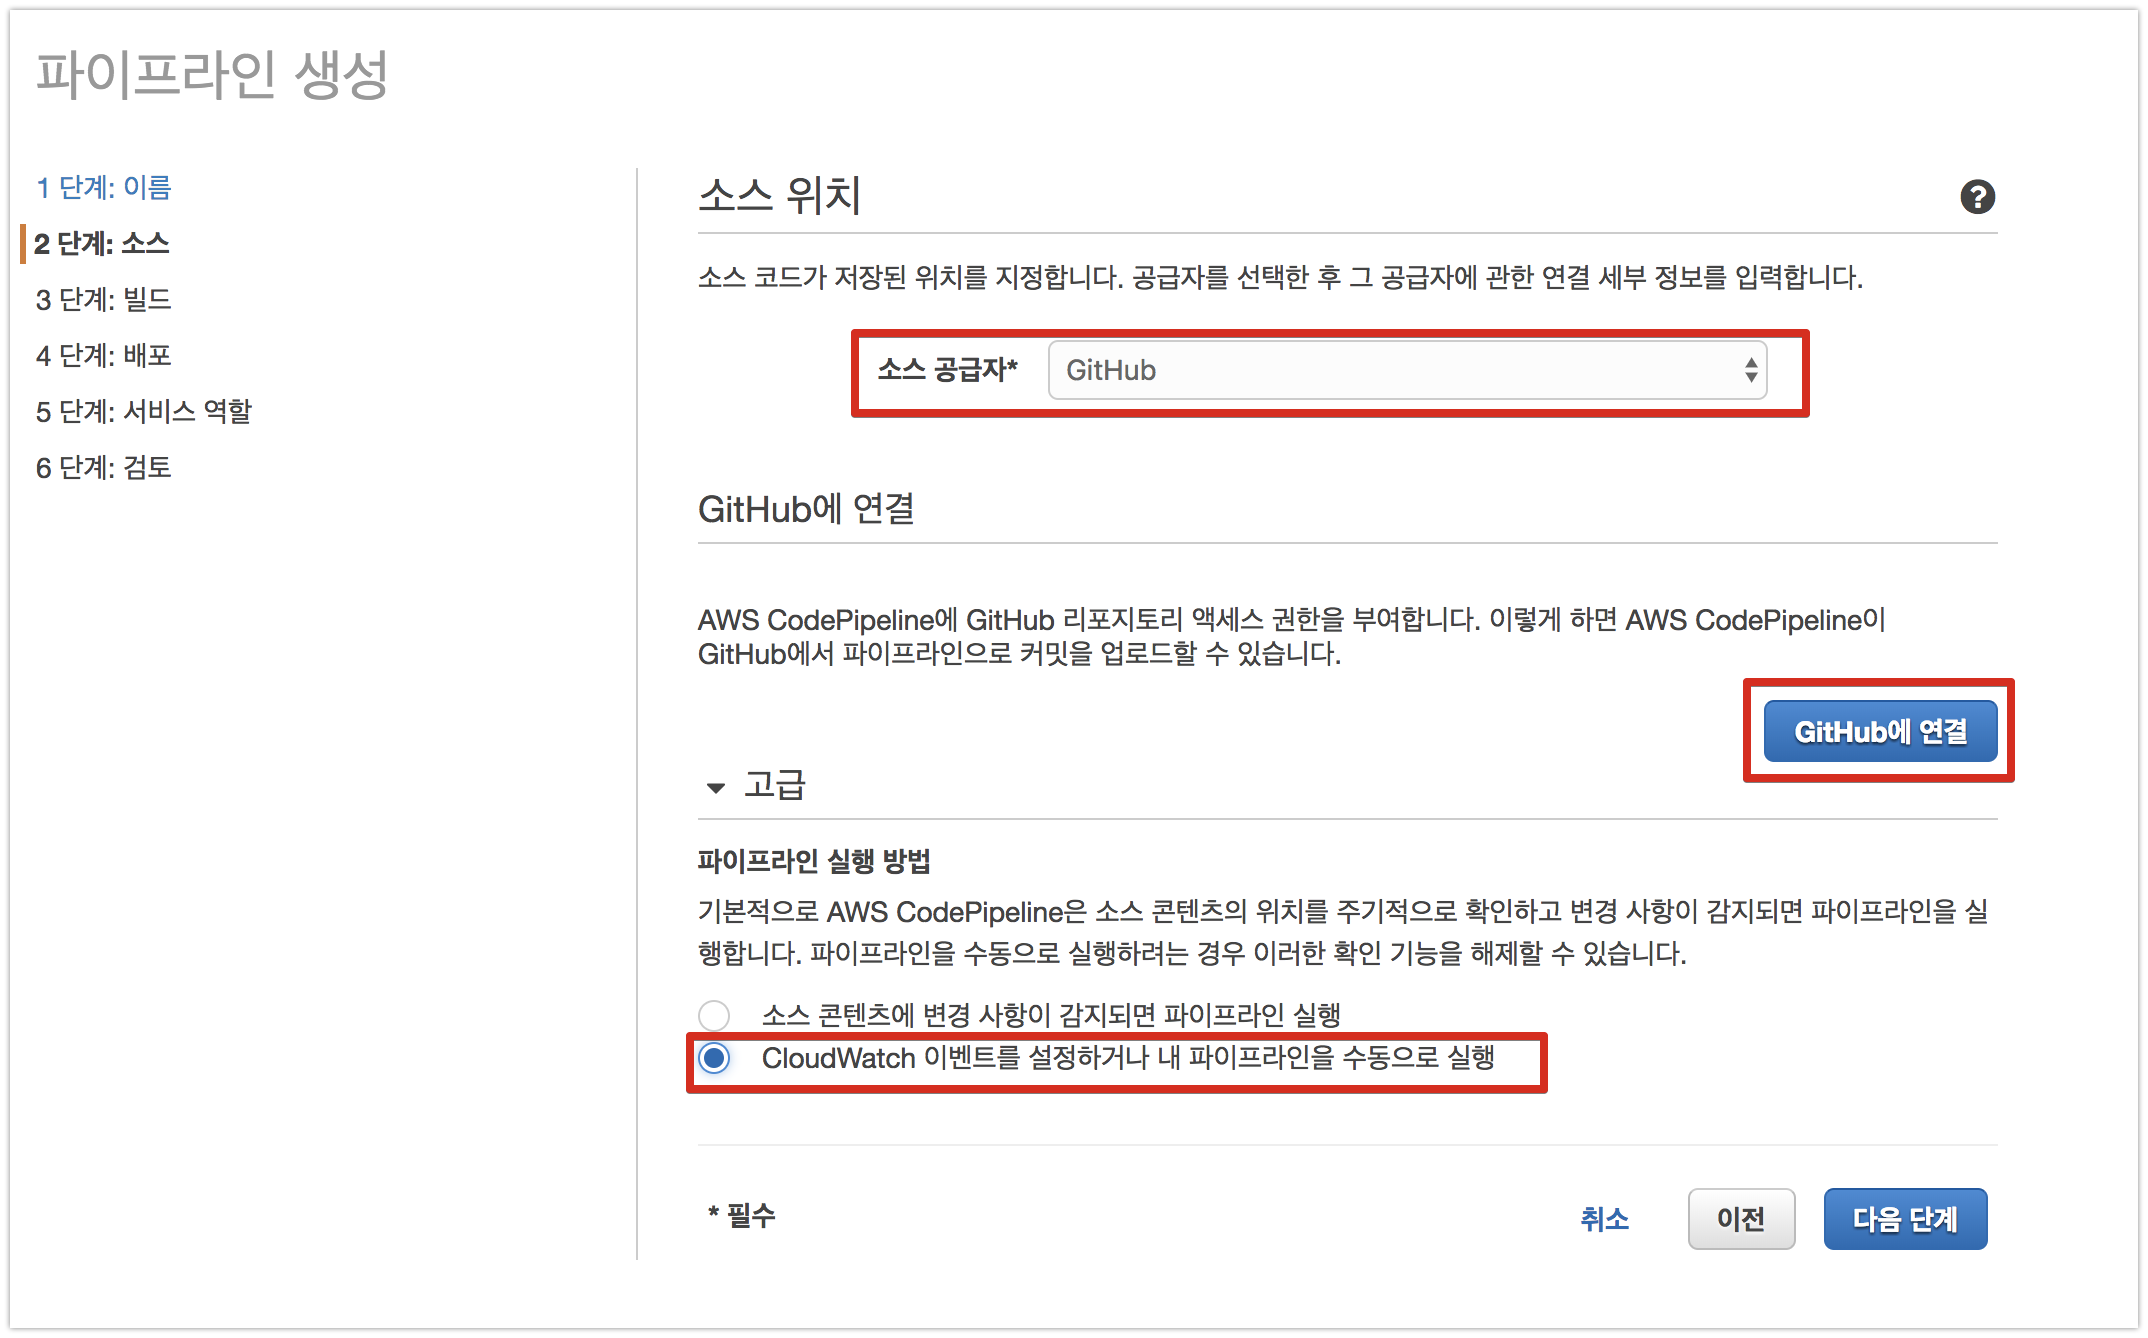 파이프라인 생성
1 단계: 이름
2 단계: 소스
3 단계: 빌드
4 단계: 배포
5 단계: 서비스 역할
6 단계: 검토
소스 위치
?
소스 코드가 저장된 위치를 지정합니다. 공급자를 선택한 후 그 공급자에 관한 연결 세부 정보를 입력합니다.
소스 공급자* GitHub
GitHub에 연결
AWS CodePipeline에 GitHub 리포지토리 액세스 권한을 부여합니다. 이렇게 하면 AWS CodePipeline이
GitHub에서 파이프라인으로 커밋을 업로드할 수 있습니다.
GitHub에 연결
고급
파이프라인 실행 방법
기본적으로 AWS CodePipeline은 소스 콘텐츠의 위치를 주기적으로 확인하고 변경 사항이 감지되면 파이프라인을 실
행합니다. 파이프라인을 수동으로 실행하려는 경우 이러한 확인 기능을 해제할 수 있습니다.
소스 콘텐츠에 변경 사항이 감지되면 파이프라인 실행
CloudWatch 이벤트를 설정하거나 내 파이프라인을 수동으로 실행
* 필수
취소 이전 다음 단계